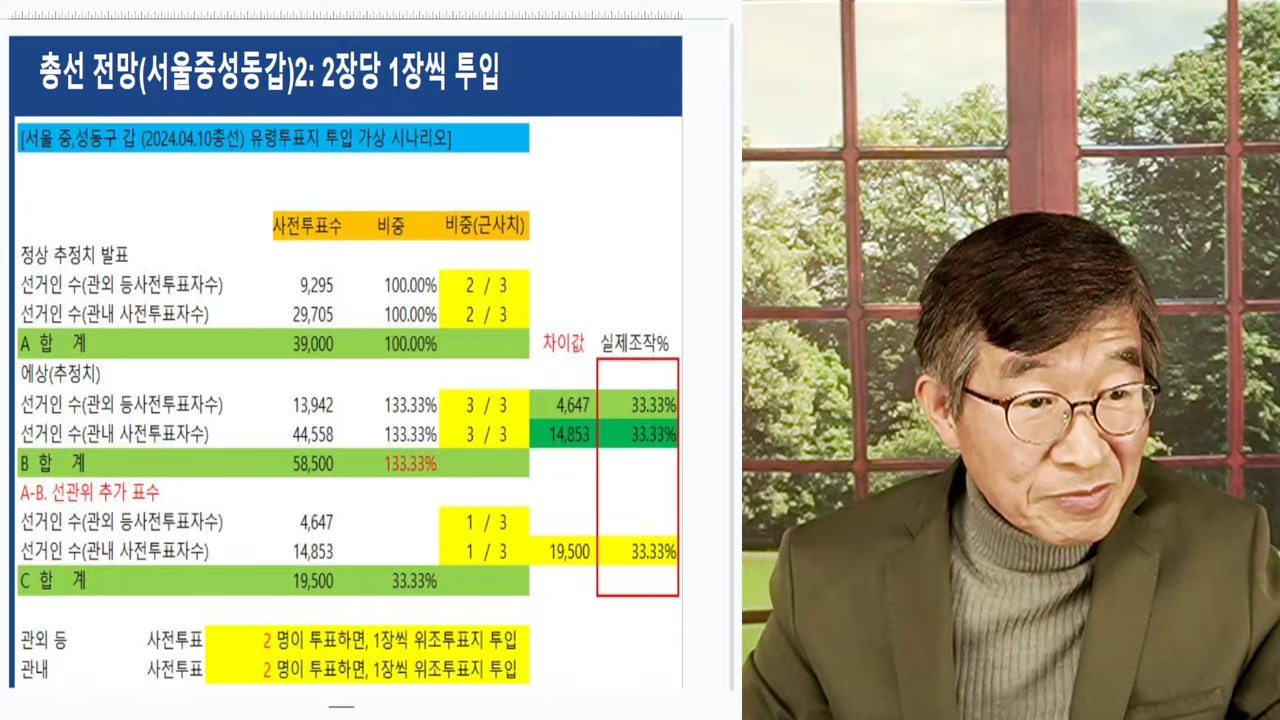 총선 전망(서울중성동갑)2: 2장당 1장씩 투입
[서울 중,성동구 갑 (2024.04.10총선) 유령투표지 투입 가상 시나리오]
사전투표수 비중 비중(근사치)
정상 추정치 발표
선거인 수(관외 등사전투표자수) 9,295 100.00% 2 / 3
선거인 수(관내 사전투표자수) 29,705 100.00% 2 / 3
A 합 계 39,000 100.00% 차이값 실제조작%
에상(추정치)
선거인 수(관외 등사전투표자수) 13,942 133.33% 3 / 3 4,647 33.33%
선거인 수(관내 사전투표자수) 44,558 133.33% 3 / 3 14,853 33.33%
B 합 계 58,500 133.33%
A-B. 선관위 추가 표수
선거인 수(관외 등사전투표자수) 4,647 1 / 3
선거인 수(관내 사전투표자수) 14,853 1 / 3 19,500 33.33%
C 합 계 19,500 33.33%
관외 등 사전투표 2 명이 투표하면, 1장씩 위조투표지 투입
관내 사전투표 2 명이 투표하면, 1장씩 위조투표지 투입